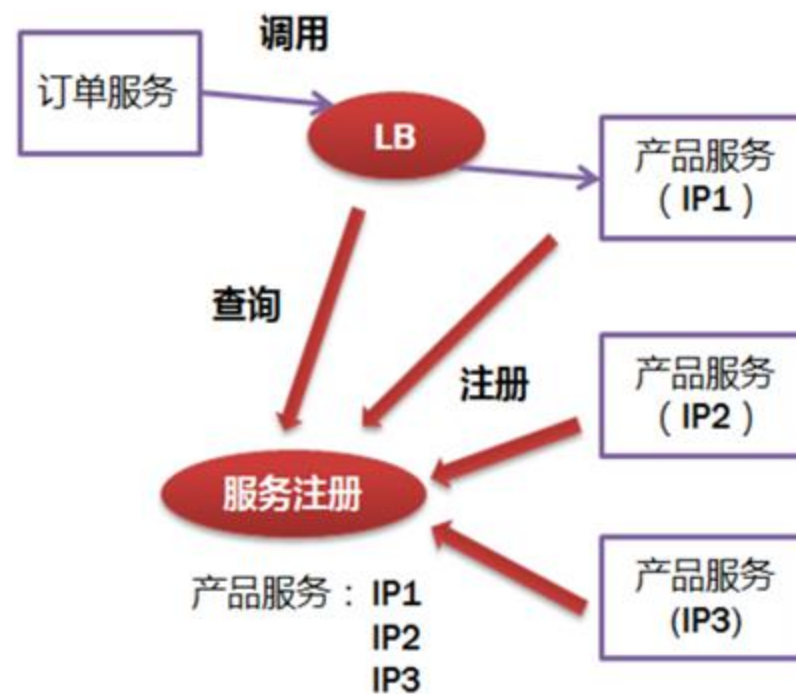 调用
订单服务
LB
产品服务
（IP1）
查询
注册
产品服务
（IP2）
服务注册
产品服务：IP1
IP2
IP3
产品服务
(IP3)